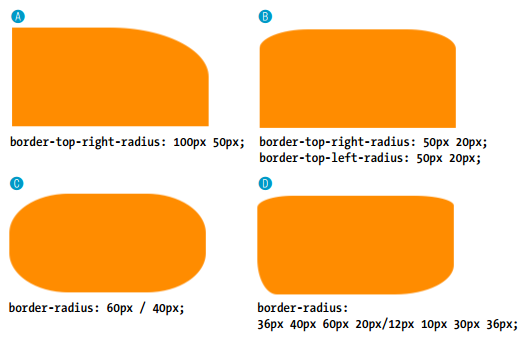 A
B
border-top-right-radius: 100px 50px;
border-top-right-radius: 50px 20px;
border-top-left-radius: 50px 20px;
C
D
border-radius: 60px / 40px;
border-radius:
36px 40px 60px 20px/12px 10px 30px 36px;